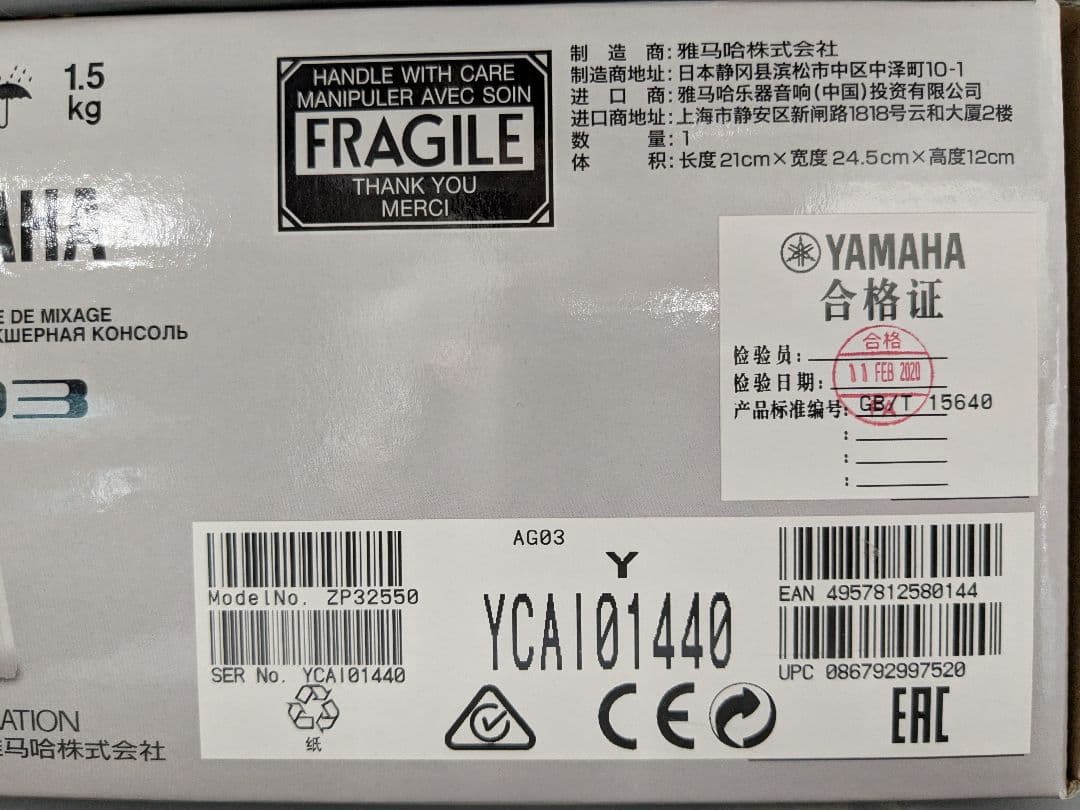 1.5
kg
HANDLE WITH CARE
MANIPULER AVEC SOIN
FRAGILE
THANK YOU
MERCI
制造商:雅马哈株式会社
制造商地址:日本静冈县滨松市中区中泽町10-1
进口商:雅马哈乐器音响(中国)投资有限公司
进口商地址:上海市静安区新闸路1818号云和大厦2楼
数量:1
体积:长度21cm×宽度24.5cm×高度12cm
AHA
E DE MIXAGE
КШЕРНАЯ КОНСОЛЬ
03
YAMAHA
合格证
检验员:
合格
检验日期:
11 FEB 2020
产品标准编号: GB/T 15640
:
:
:
AG03
Y
YCAI01440
ModelNo. ZP32550
SER No. YCAI01440
纸
EAN 4957812580144
UPC 086792997520
CE
EAC
ATION
雅马哈株式会社